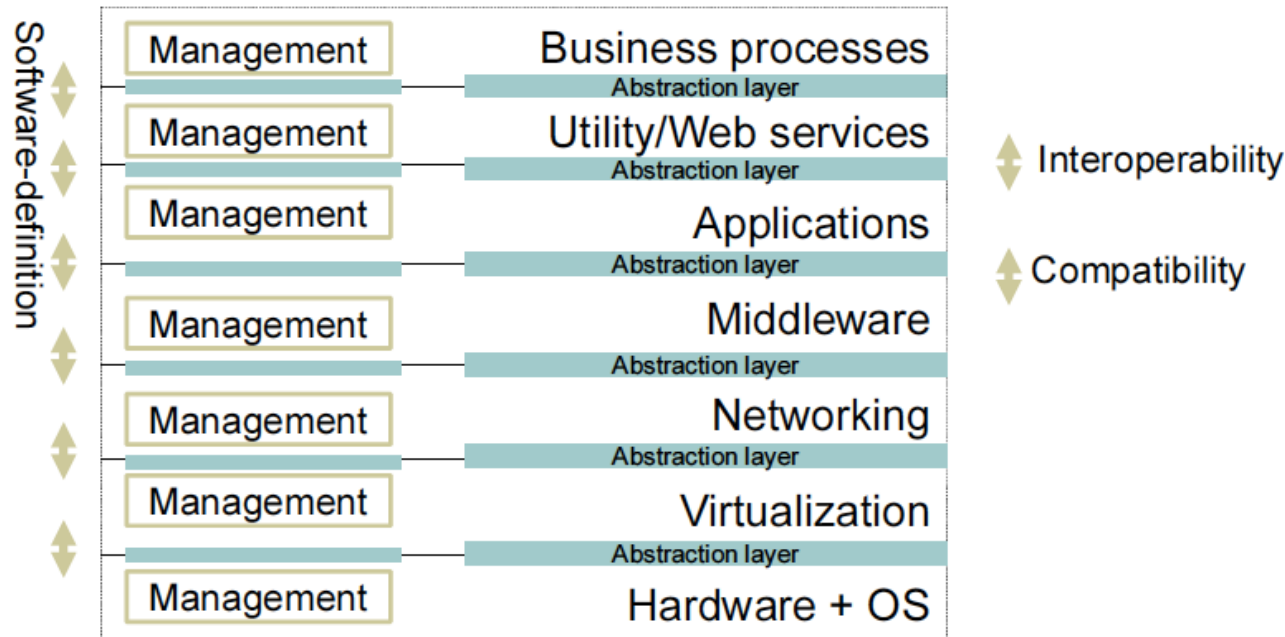 Software-definition
Management
Business processes
Abstraction layer
Management
Utility/Web services
Abstraction layer
Management
Applications
Abstraction layer
Management
Middleware
Abstraction layer
Management
Networking
Abstraction layer
Management
Virtualization
Abstraction layer
Management
Hardware + OS
Interoperability
Compatibility